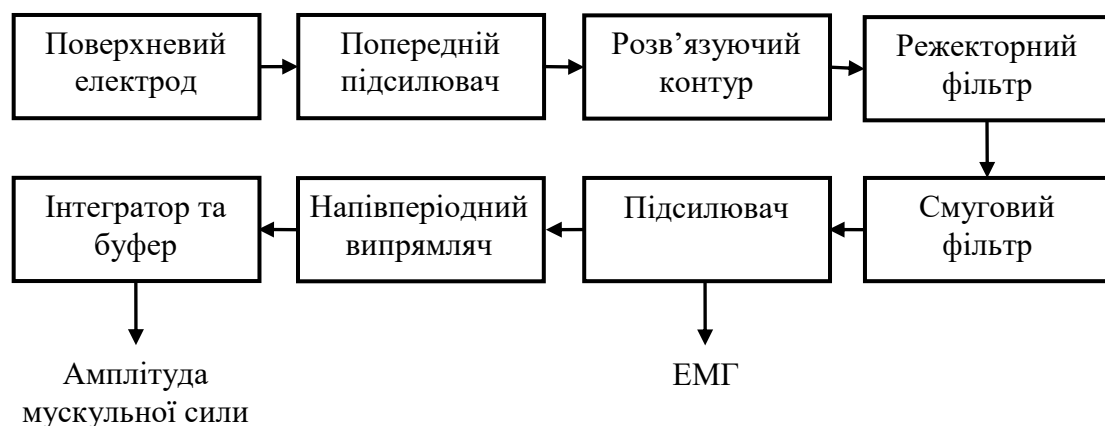 Поверхневий
електрод
Попередній
підсилювач
Розв’язуючий
контур
Режекторний
фільтр
Інтегратор та
буфер
Напівперіодний
випрямляч
Підсилювач
Смуговий
фільтр
Амплітуда
мускульної сили
ЕМГ